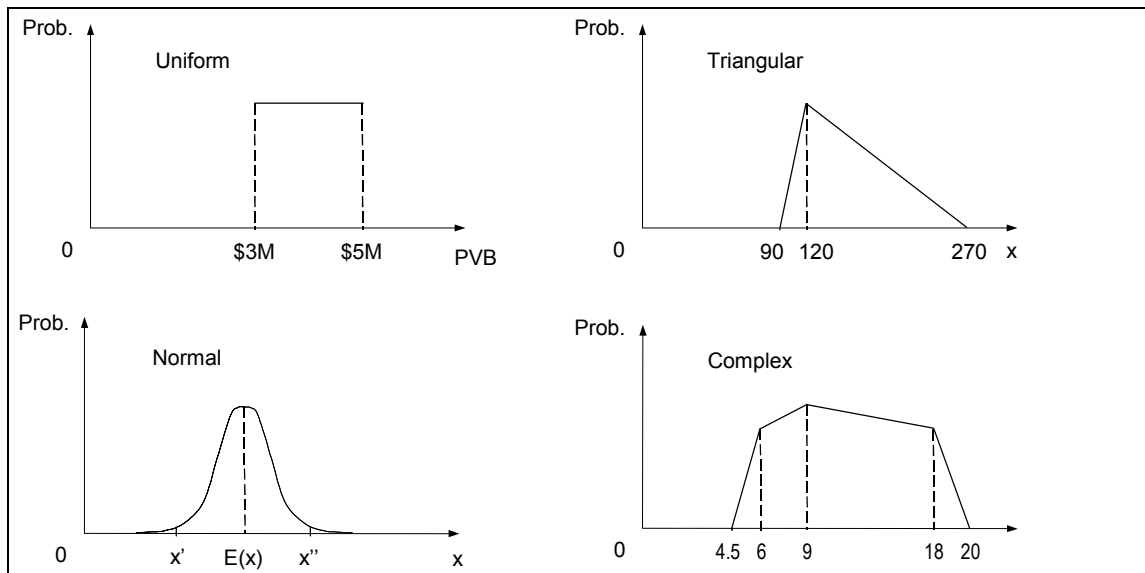 Prob.
Uniform
0
$3M
$5M
PVB
Prob.
Triangular
0
90
120
270
x
Prob.
Normal
0
x'
E(x)
x''
x
Prob.
Complex
0
4.5
6
9
18
20